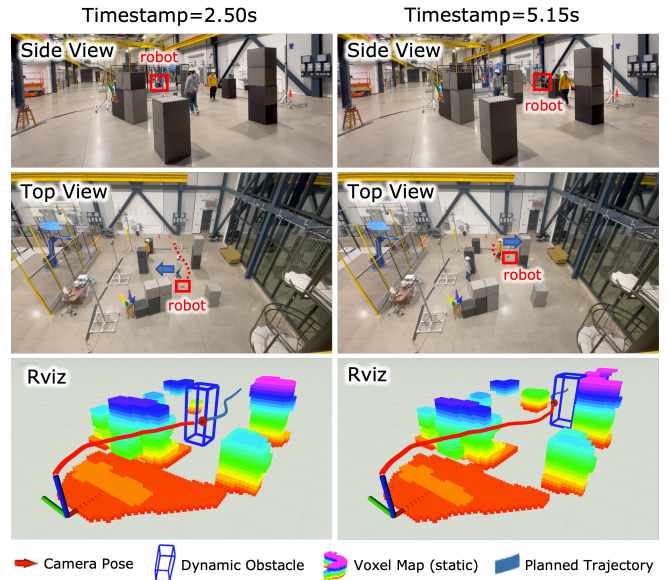 Timestamp=2.50s
Timestamp=5.15s
Side View
robot
Side View
robot
Top View
robot
Top View
robot
Rviz
Rviz
Camera Pose
Dynamic Obstacle
Voxel Map (static)
Planned Trajectory